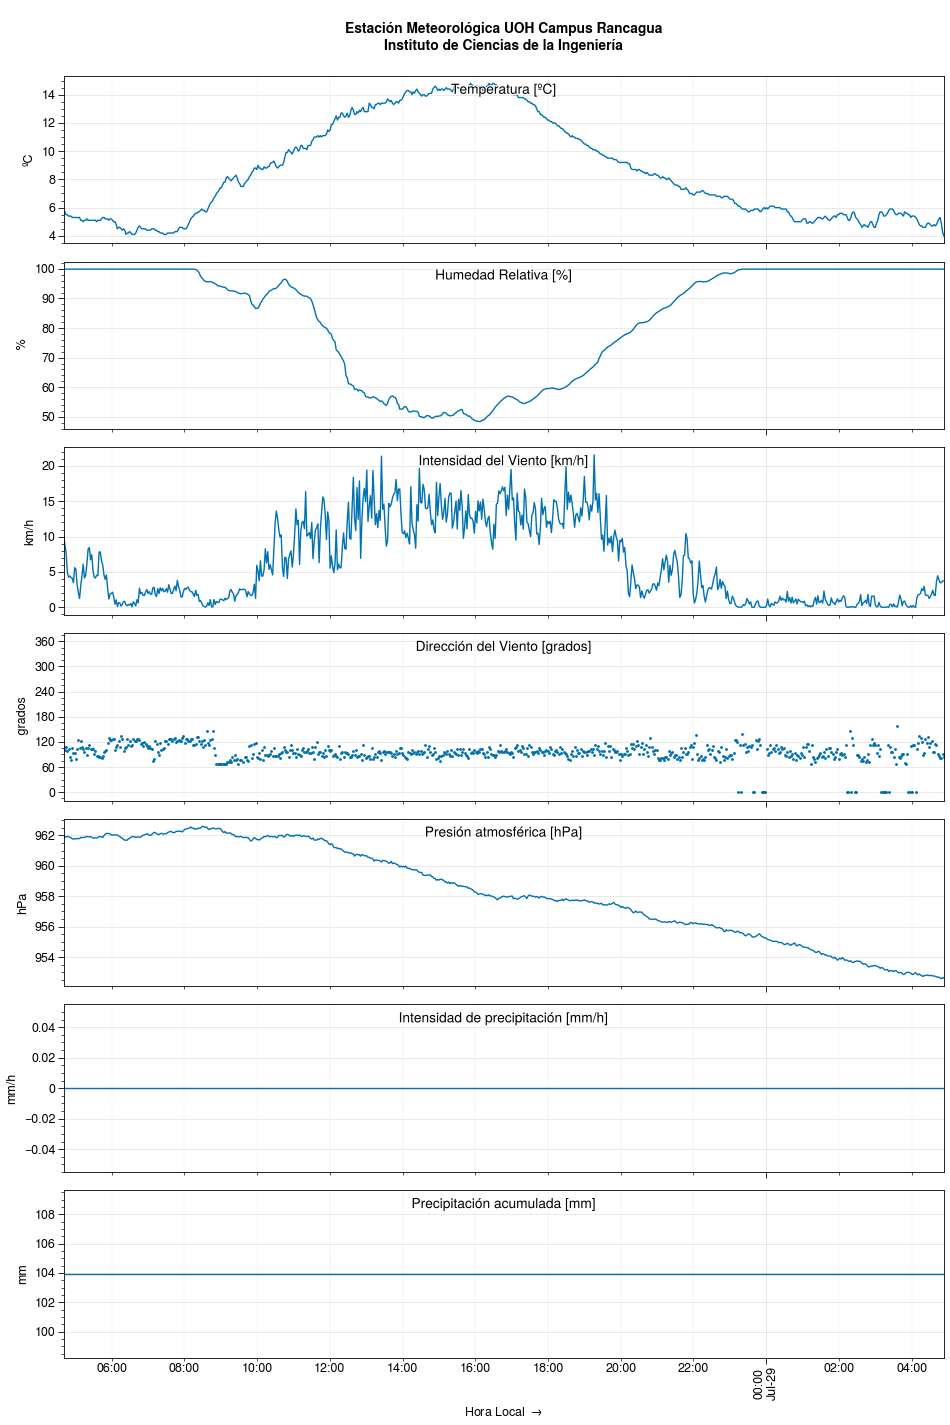 Estación Meteorológica UOH Campus Rancagua
Instituto de Ciencias de la Ingeniería
Temperatura [ºC]
ºC
14
12
10
8
6
4
Humedad Relativa [%]
%
100
90
80
70
60
50
Intensidad del Viento [km/h]
km/h
20
15
10
5
0
Dirección del Viento [grados]
grados
360
300
240
180
120
60
0
Presión atmosférica [hPa]
hPa
962
960
958
956
954
Intensidad de precipitación [mm/h]
mm/h
0.04
0.02
0
−0.02
−0.04
Precipitación acumulada [mm]
mm
108
106
104
102
100
06:00 08:00 10:00 12:00 14:00 16:00 18:00 20:00 22:00 00:00 02:00 04:00
Jul-29
Hora Local →